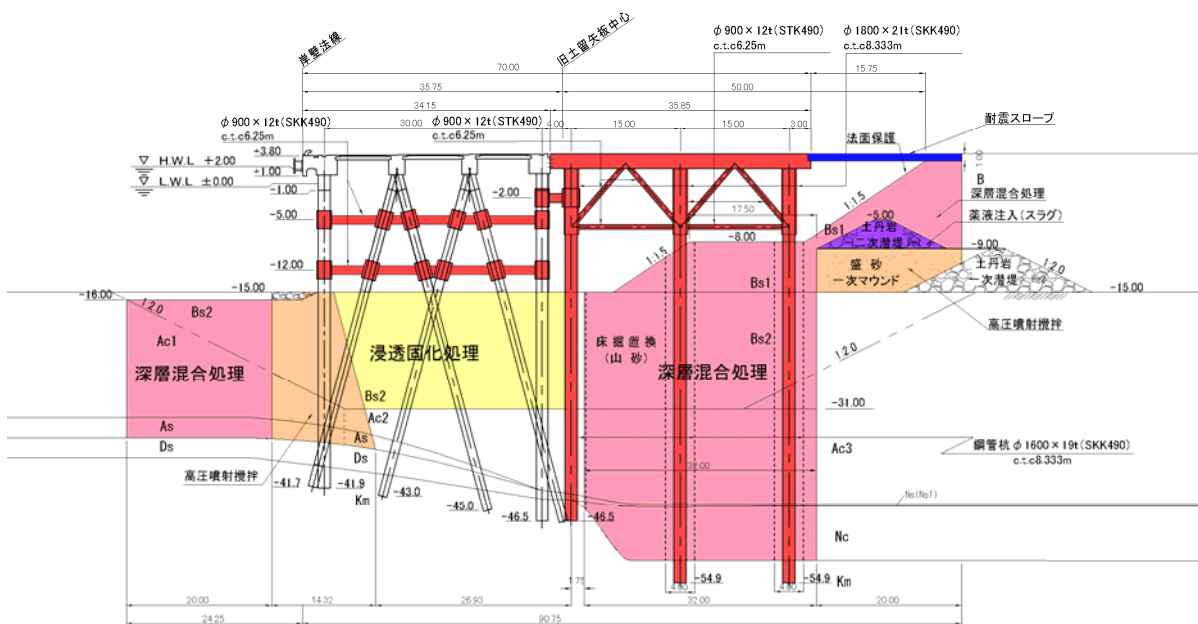 岸壁法線
旧土留矢板中心
φ900×12t(STK490)
c.t.c6.25m
φ1800×21t(SKK490)
c.t.c8.333m
70.00
15.75
35.75
50.00
34.15
35.85
φ900×12t(SKK490)
c.t.c6.25m
φ900×12t(STK490)
c.t.c6.25m
30.00
4.00
15.00
15.00
3.00
耐震スロープ
法面保護
H.W.L +2.00
L.W.L ±0.00
+3.80
+1.00
-1.00
-2.00
-5.00
-12.00
1.00
B
深層混合処理
薬液注入(スラグ)
17.50
1:1.5
-5.00
Bs1
土丹岩
二次潜堤
-8.00
-9.00
1:1.5
盛砂
一次マウンド
土丹岩
一次潜堤
1:2.0
-16.00
-15.00
-15.00
1:2.0
Bs2
Ac1
深層混合処理
浸透固化処理
Bs2
Ac2
床掘置換
(山砂)
Bs1
Bs2
深層混合処理
高圧噴射撹拌
1:2.0
-31.00
As
Ds
As
Ds
Km
高圧噴射撹拌
Ac3
鋼管杭φ1600×19t(SKK490)
c.t.c8.333m
32.00
-41.7
-41.9
-43.0
-45.0
-46.5
-46.5
Ns(Ns1)
Nc
Km
-54.9
-54.9
1.75
4.80
4.80
20.00
14.32
26.93
32.00
20.00
24.25
90.75